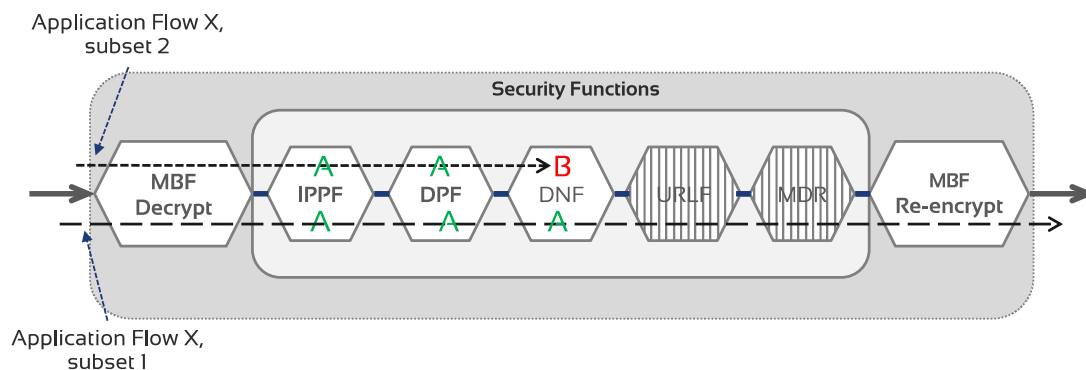 Application Flow X,
subset 2
Security Functions
A A B
MBF
Decrypt
IPPF
DPF
DNF
URLF
MDR
MBF
Re-encrypt
A A A
Application Flow X,
subset 1